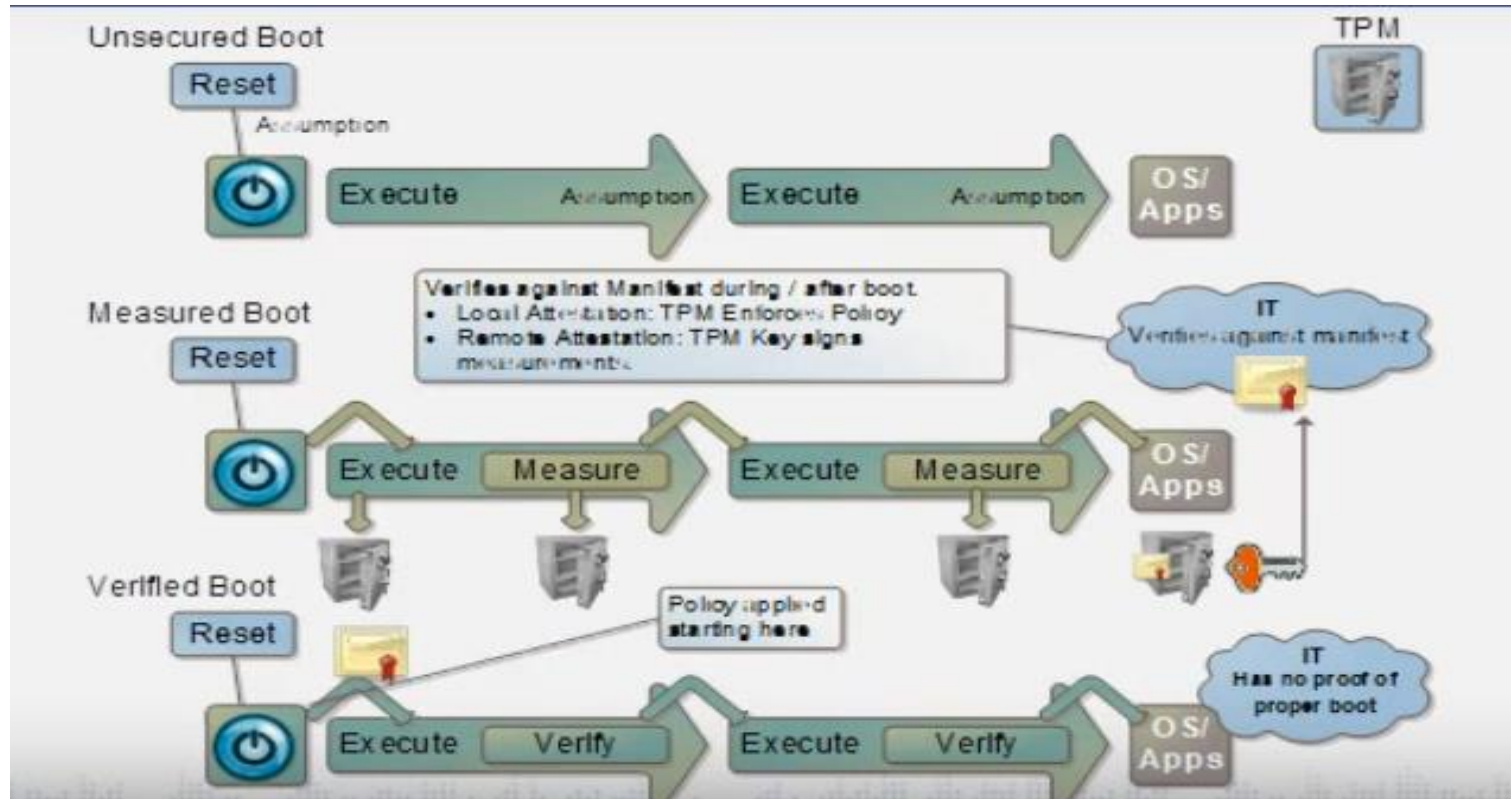 Unsecured Boot
TPM
Reset
Assumption
Execute
Assumption
Execute
Assumption
OS/
Apps
Measured Boot
Reset
Verifies against Manifest during / after boot.
• Local Attestation: TPM Enforces Policy
• Remote Attestation: TPM Key signs
measurements.
IT
Verifies against manifest
Execute
Measure
Execute
Measure
OS/
Apps
Verified Boot
Reset
Policy applied
starting here
IT
Has no proof of
proper boot
Execute
Verify
Execute
Verify
OS/
Apps